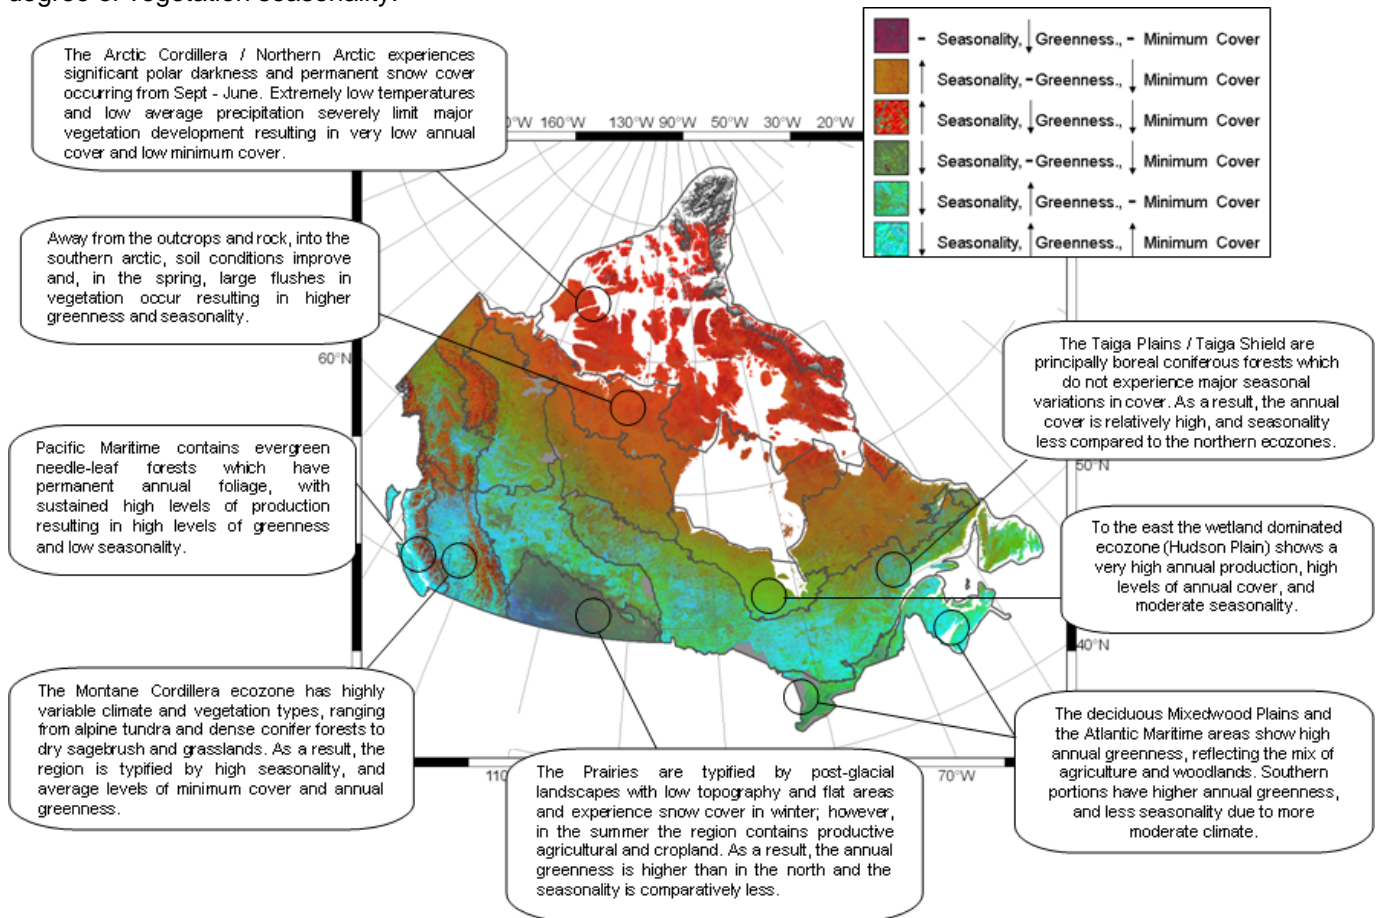 degree of vegetation seasonality.
- Seasonality, ↓ Greenness., - Minimum Cover
↑ Seasonality, - Greenness., ↓ Minimum Cover
↑ Seasonality, ↓ Greenness., ↓ Minimum Cover
↓ Seasonality, - Greenness., ↓ Minimum Cover
↓ Seasonality, ↑ Greenness., - Minimum Cover
↓ Seasonality, ↑ Greenness., ↑ Minimum Cover
The Arctic Cordillera / Northern Arctic experiences
significant polar darkness and permanent snow cover
occurring from Sept - June. Extremely low temperatures
and low average precipitation severely limit major
vegetation development resulting in very low annual
cover and low minimum cover.
0°W 160°W 130°W 90°W 50°W 30°W 20°W
Away from the outcrops and rock, into the
southern arctic, soil conditions improve
and, in the spring, large flushes in
vegetation occur resulting in higher
greenness and seasonality.
60°N
The Taiga Plains / Taiga Shield are
principally boreal coniferous forests which
do not experience major seasonal
variations in cover. As a result, the annual
cover is relatively high, and seasonality
less compared to the northern ecozones.
50°N
Pacific Maritime contains evergreen
needle-leaf forests which have
permanent annual foliage, with
sustained high levels of production
resulting in high levels of greenness
and low seasonality.
To the east the wetland dominated
ecozone (Hudson Plain) shows a
very high annual production, high
levels of annual cover, and
moderate seasonality.
40°N
The Montane Cordillera ecozone has highly
variable climate and vegetation types, ranging
from alpine tundra and dense conifer forests to
dry sagebrush and grasslands. As a result, the
region is typified by high seasonality, and
average levels of minimum cover and annual
greenness.
110
The Prairies are typified by post-glacial
landscapes with low topography and flat areas
and experience snow cover in winter; however,
in the summer the region contains productive
agricultural and cropland. As a result, the annual
greenness is higher than in the north and the
seasonality is comparatively less.
70°W
The deciduous Mixedwood Plains and
the Atlantic Maritime areas show high
annual greenness, reflecting the mix of
agriculture and woodlands. Southern
portions have higher annual greenness,
and less seasonality due to more
moderate climate.